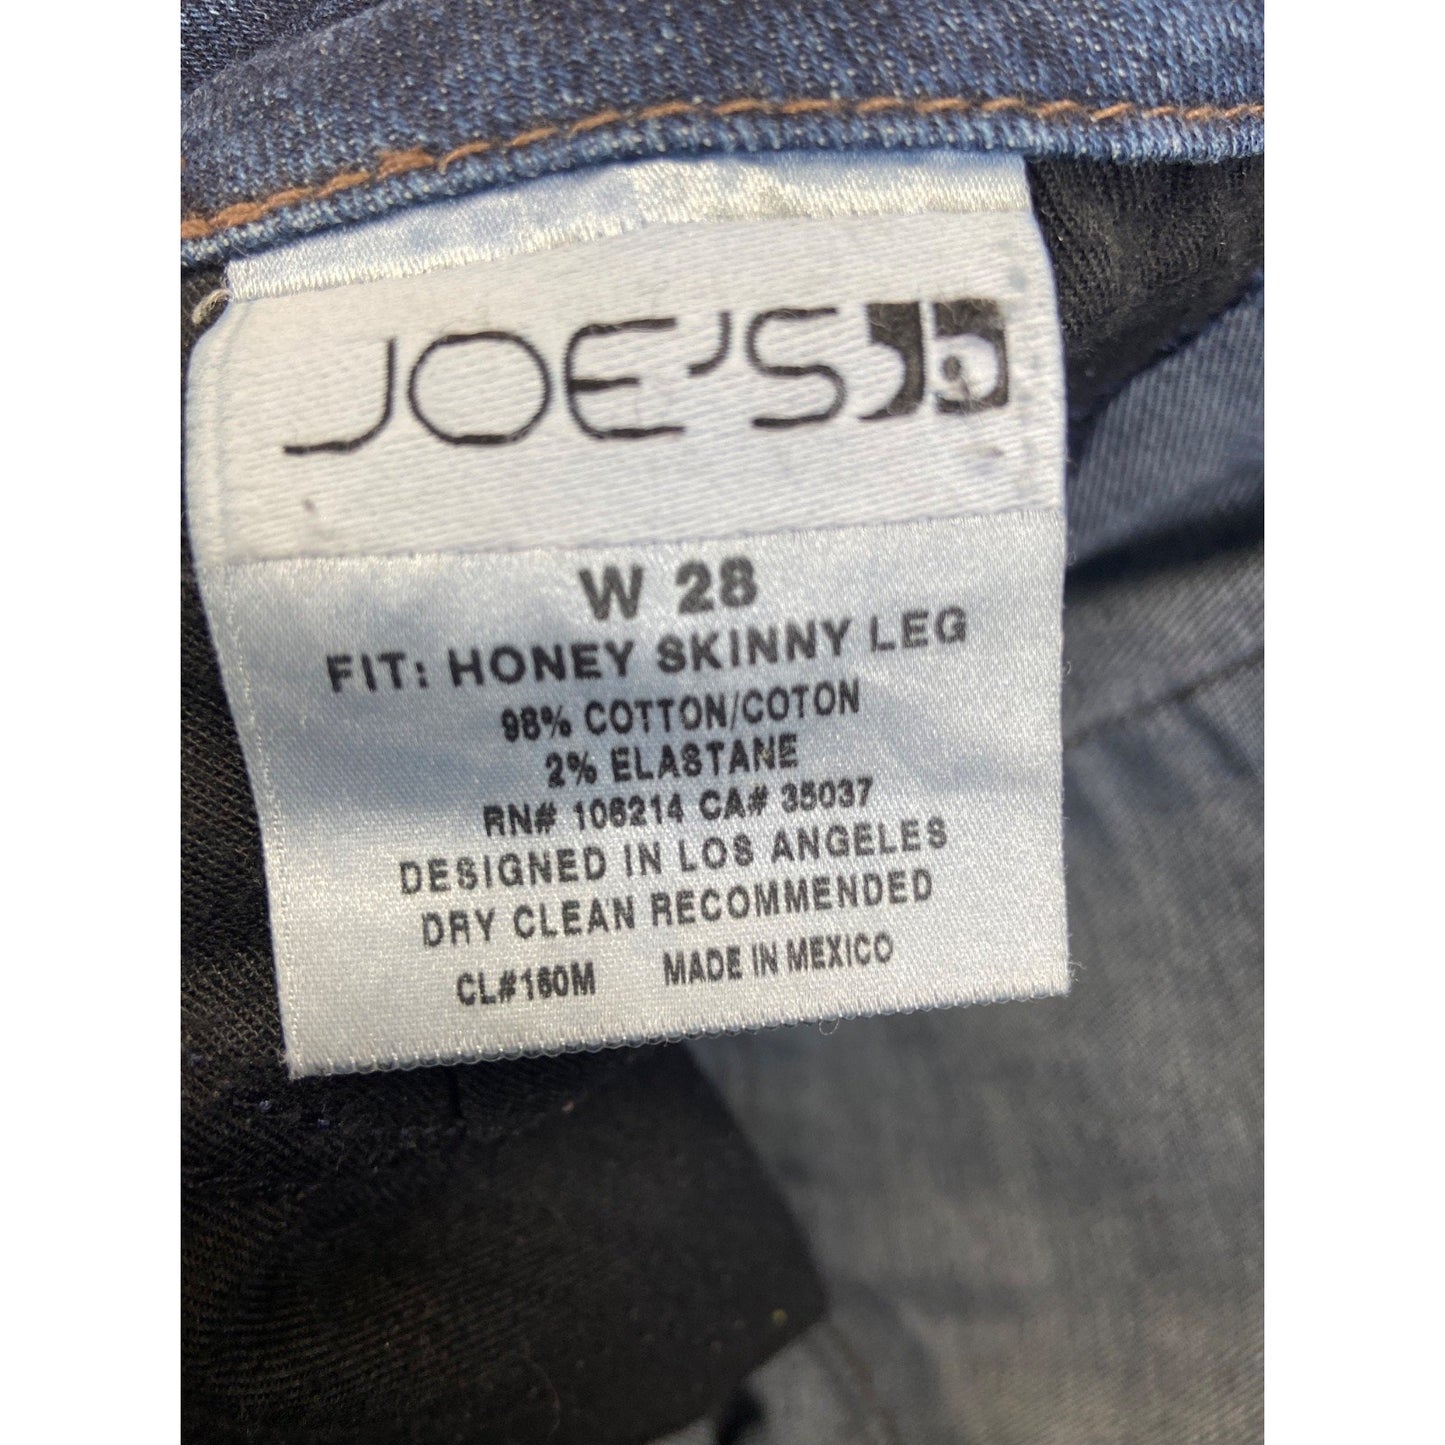 JOE'S
W 28
FIT: HONEY SKINNY LEG
98% COTTON/COTON
2% ELASTANE
RN# 106214 CA# 35037
DESIGNED IN LOS ANGELES
DRY CLEAN RECOMMENDED
CL#160M MADE IN MEXICO